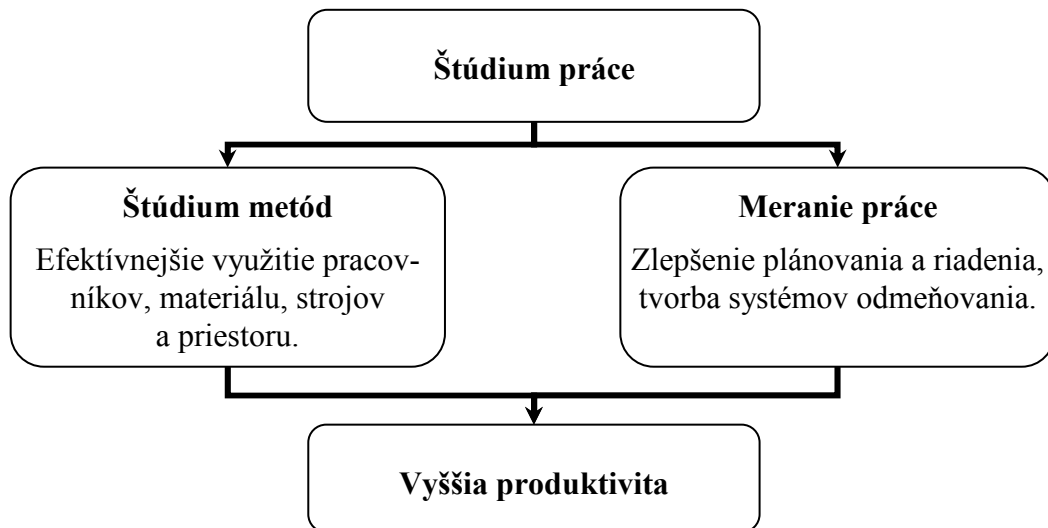 Štúdium práce
Štúdium metód
Efektívnejšie využitie pracov-
níkov, materiálu, strojov
a priestoru.
Meranie práce
Zlepšenie plánovania a riadenia,
tvorba systémov odmeňovania.
Vyššia produktivita